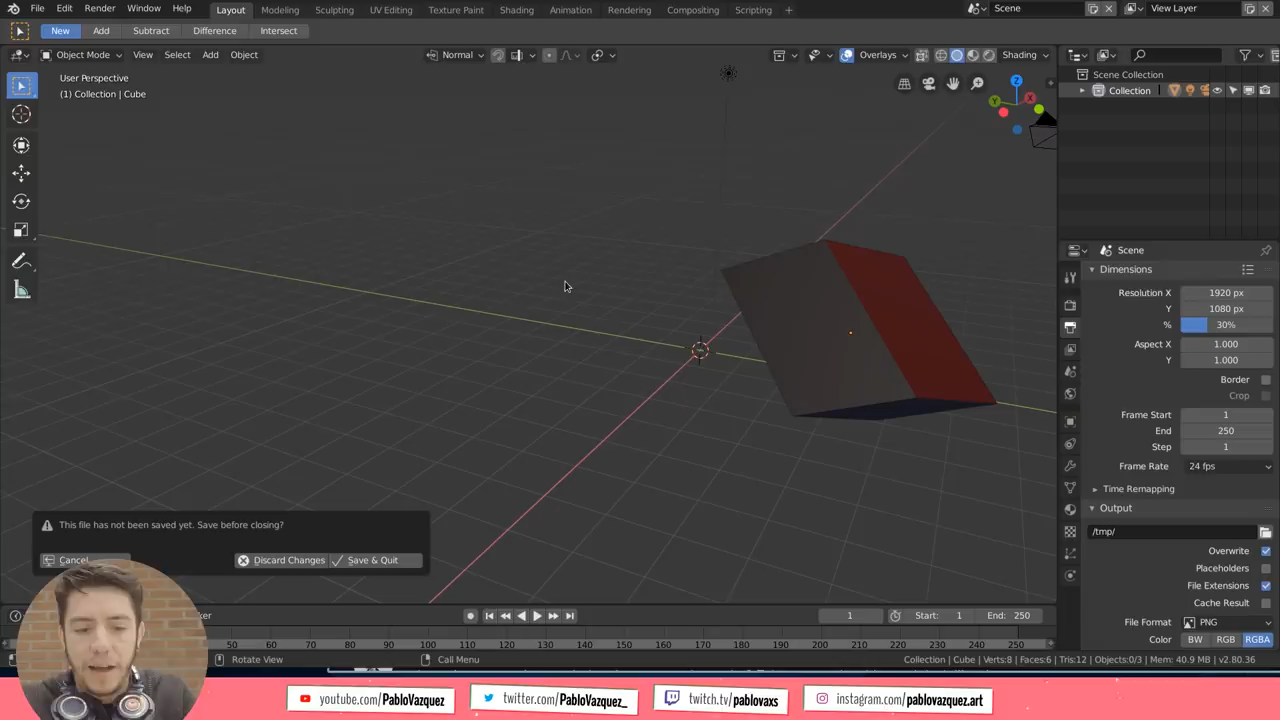 File Edit Render Window Help Layout Modeling Sculpting UV Editing Texture Paint Shading Animation Rendering Compositing Scripting + Scene View Layer
New Add Subtract Difference Intersect
Object Mode View Select Add Object Normal Overlays Shading
User Perspective
(1) Collection | Cube
Z
Y
X
Scene Collection
Collection
Scene
Dimensions
Resolution X 1920 px
Y 1080 px
% 30%
Aspect X 1.000
Y 1.000
Border
Crop
Frame Start 1
End 250
Step 1
Frame Rate 24 fps
Time Remapping
Output
/tmp/
Overwrite
Placeholders
File Extensions
Cache Result
File Format PNG
Color BW RGB RGBA
This file has not been saved yet. Save before closing?
Cancel Discard Changes Save & Quit
1 Start: 1 End: 250
50 60 70 80 90 100 110 120 130 140 150 160 170 180 190 200 210 220 230 240 250
Rotate View Call Menu Collection | Cube | Verts:8 | Faces:6 | Tris:12 | Objects:0/3 | Mem: 40.9 MB | v2.80.36
youtube.com/PabloVazquez twitter.com/PabloVazquez_ twitch.tv/pablovaxs instagram.com/pablovazquez.art